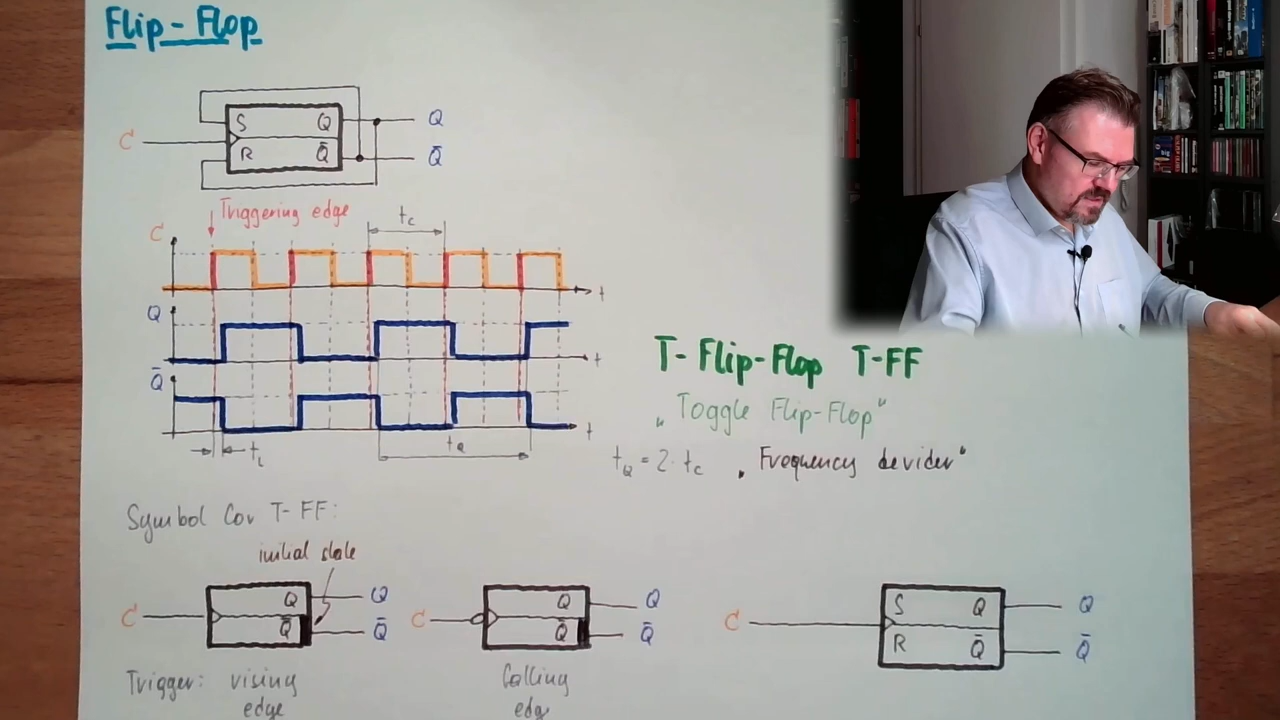 Flip-Flop
S Q Q
C
R Q̄ Q̄
Triggering edge
t_c
C
t
Q
t
Q̄
t
t_L
t_Q
T-Flip-Flop T-FF
„Toggle Flip-Flop"
t_Q = 2 · t_c „Frequency devider"
Symbol for T-FF:
initial state
Q Q
C
Q̄ Q̄
Q Q
C
Q̄ Q̄
S Q Q
C
R Q̄ Q̄
Trigger: rising
edge
falling
edge